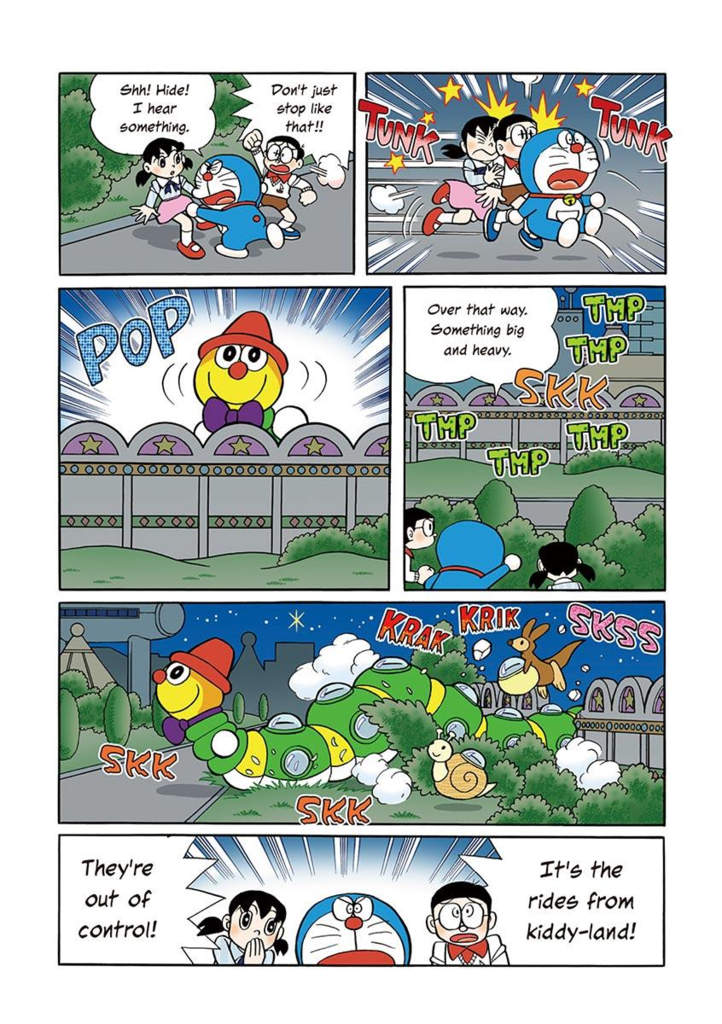 TUNK
TUNK
Don't just
stop like
that!!
Shh! Hide!
I hear
something.
Over that way.
Something big
and heavy.
TMP
TMP
SKK
TMP
TMP
TMP
POP
SKSS
KRIK
KRAK
SKK
SKK
It's the
rides from
kiddy-land!
They're
out of
control!